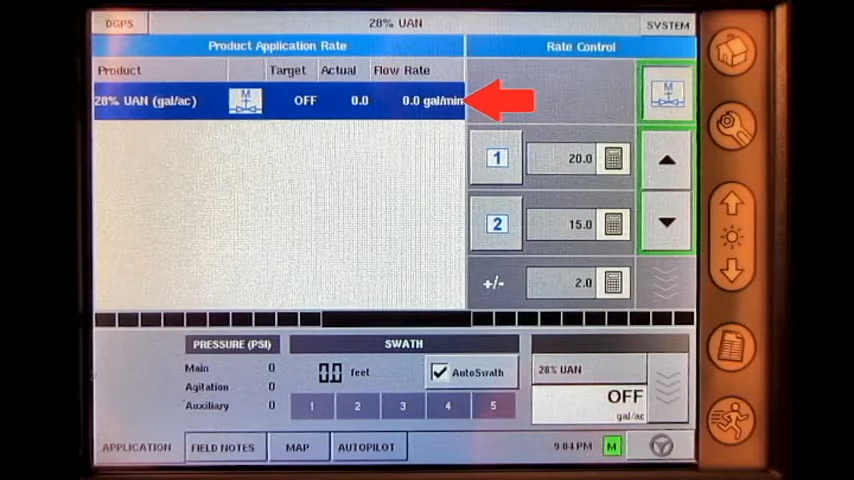 DGPS
28% UAN
SYSTEM
Product Application Rate
Rate Control
Product Target Actual Flow Rate
28% UAN (gal/ac) M OFF 0.0 0.0 gal/min
M
1 20.0
2 15.0
+/- 2.0
PRESSURE (PSI)
Main 0
Agitation 0
Auxiliary 0
SWATH
0.0 feet
AutoSwath
1 2 3 4 5
28% UAN
OFF
gal/ac
APPLICATION FIELD NOTES MAP AUTOPILOT 9:04 PM M